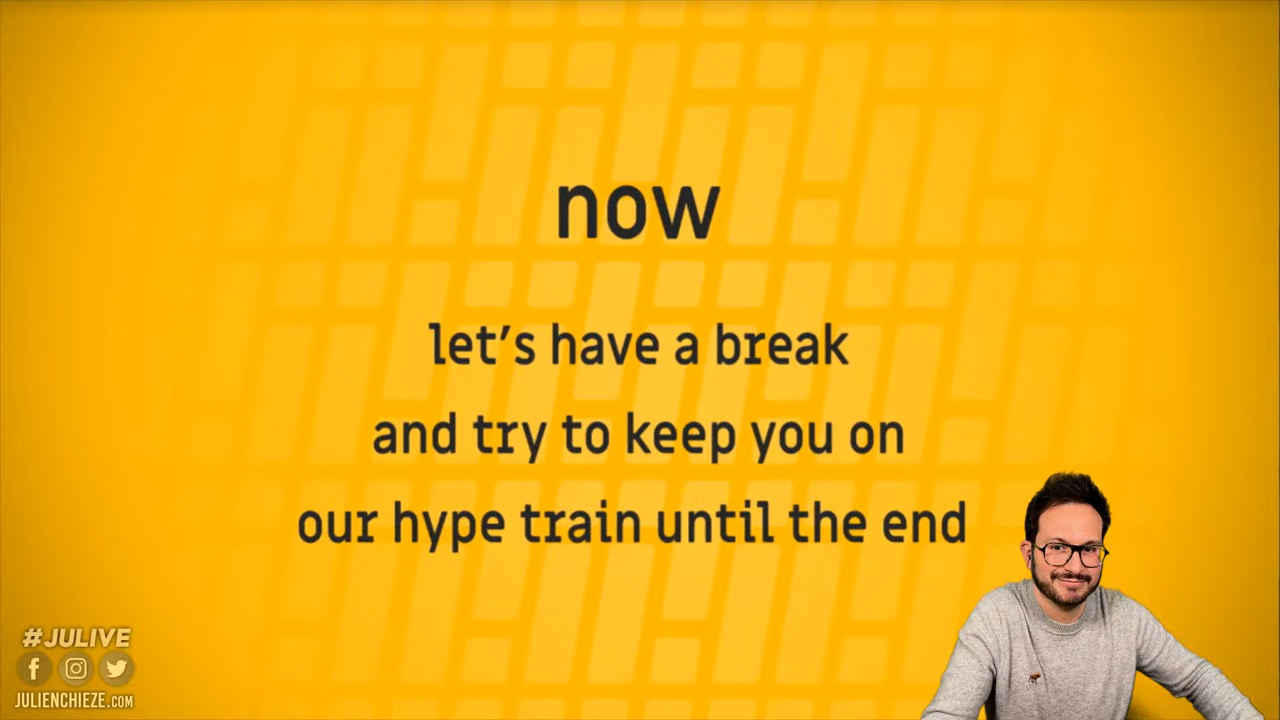 now
let's have a break
and try to keep you on
our hype train until the end
#JULIVE
JULIENCHIEZE.COM